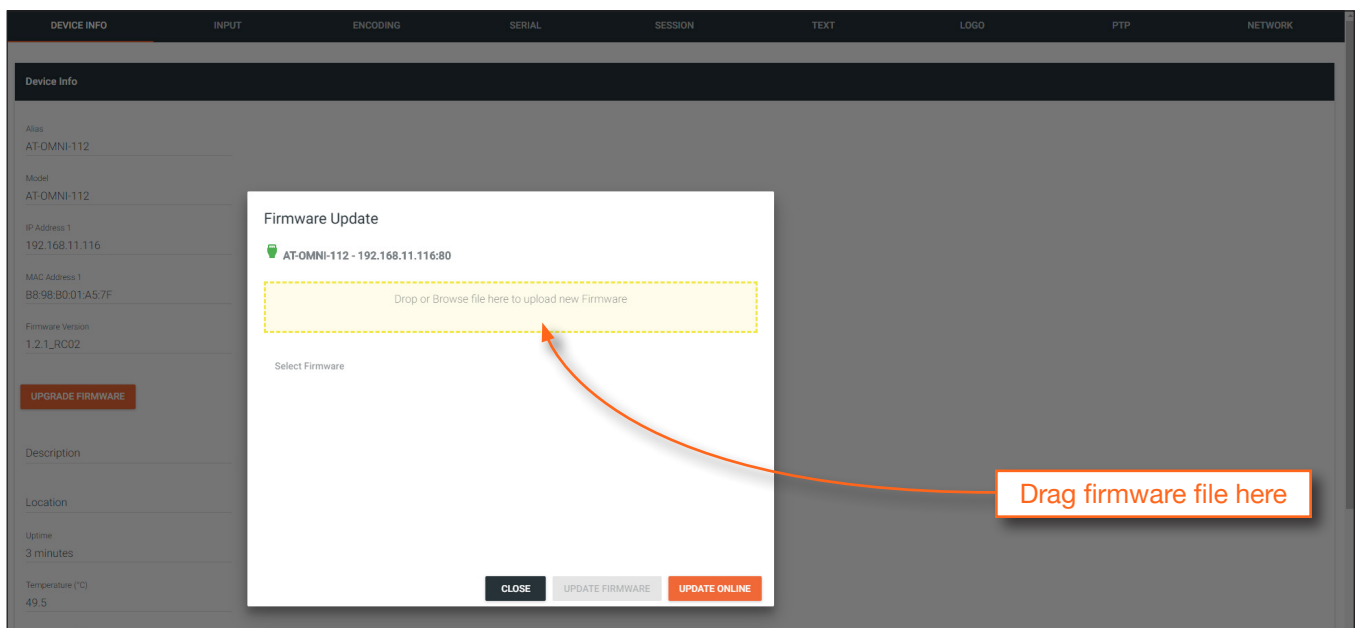 DEVICE INFO INPUT ENCODING SERIAL SESSION TEXT LOGO PTP NETWORK
Device Info
Alias
AT-OMNI-112
Model
AT-OMNI-112
IP Address 1
192.168.11.116
MAC Address 1
B8:98:B0:01:A5:7F
Firmware Version
1.2.1_RC02
UPGRADE FIRMWARE
Description
Location
Uptime
3 minutes
Temperature (°C)
49.5
Firmware Update
AT-OMNI-112 - 192.168.11.116:80
Drop or Browse file here to upload new Firmware
Select Firmware
CLOSE UPDATE FIRMWARE UPDATE ONLINE
Drag firmware file here